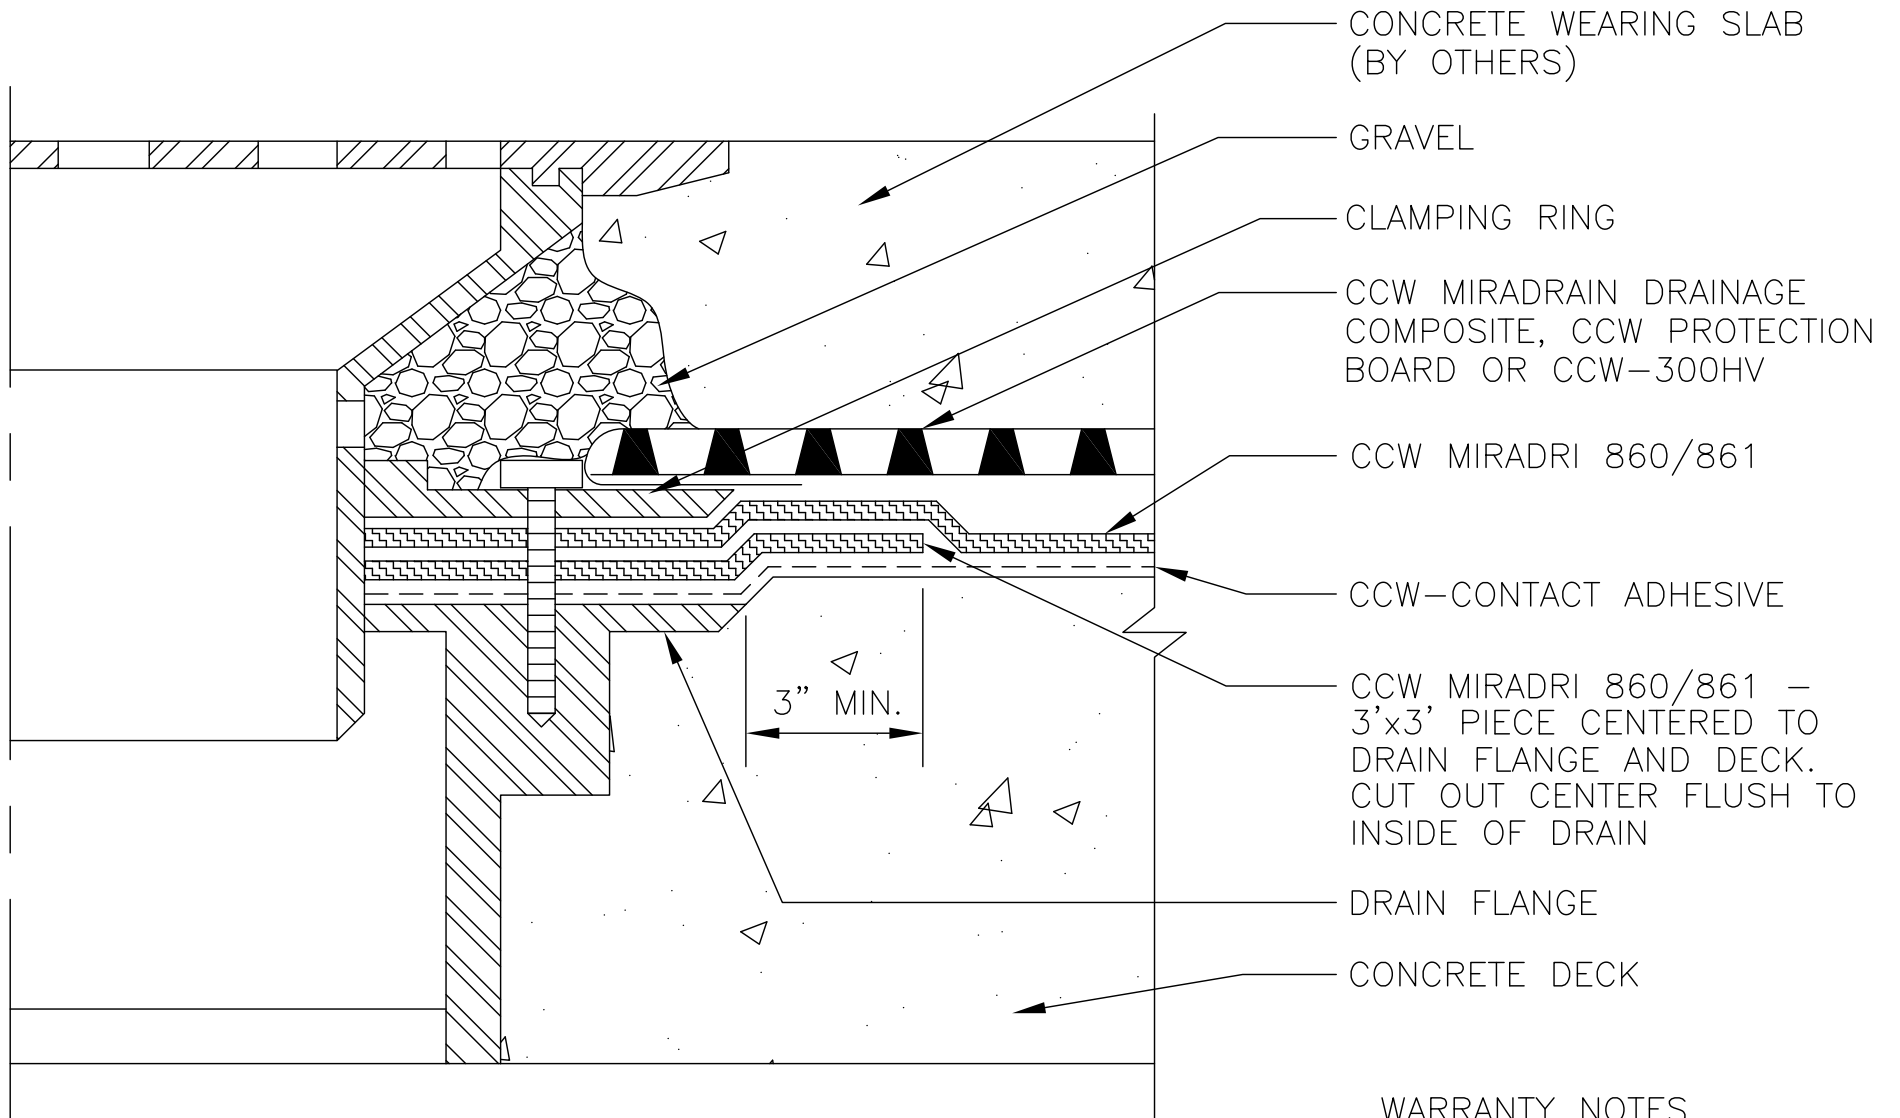 CONCRETE WEARING SLAB
(BY OTHERS)
GRAVEL
CLAMPING RING
CCW MIRADRAIN DRAINAGE
COMPOSITE, CCW PROTECTION
BOARD OR CCW-300HV
CCW MIRADRI 860/861
CCW-CONTACT ADHESIVE
CCW MIRADRI 860/861 -
3'x3' PIECE CENTERED TO
DRAIN FLANGE AND DECK.
CUT OUT CENTER FLUSH TO
INSIDE OF DRAIN
3" MIN.
DRAIN FLANGE
CONCRETE DECK
WARRANTY NOTES